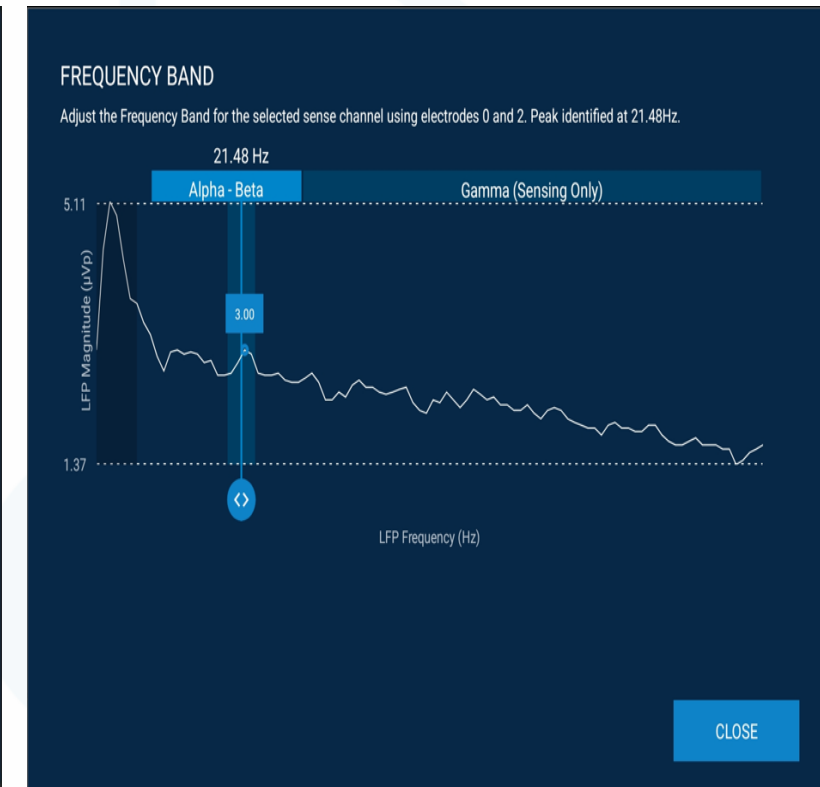 FREQUENCY BAND
Adjust the Frequency Band for the selected sense channel using electrodes 0 and 2. Peak identified at 21.48Hz.
21.48 Hz
Alpha - Beta
Gamma (Sensing Only)
5.11
LFP Magnitude (µVp)
3.00
1.37
LFP Frequency (Hz)
CLOSE